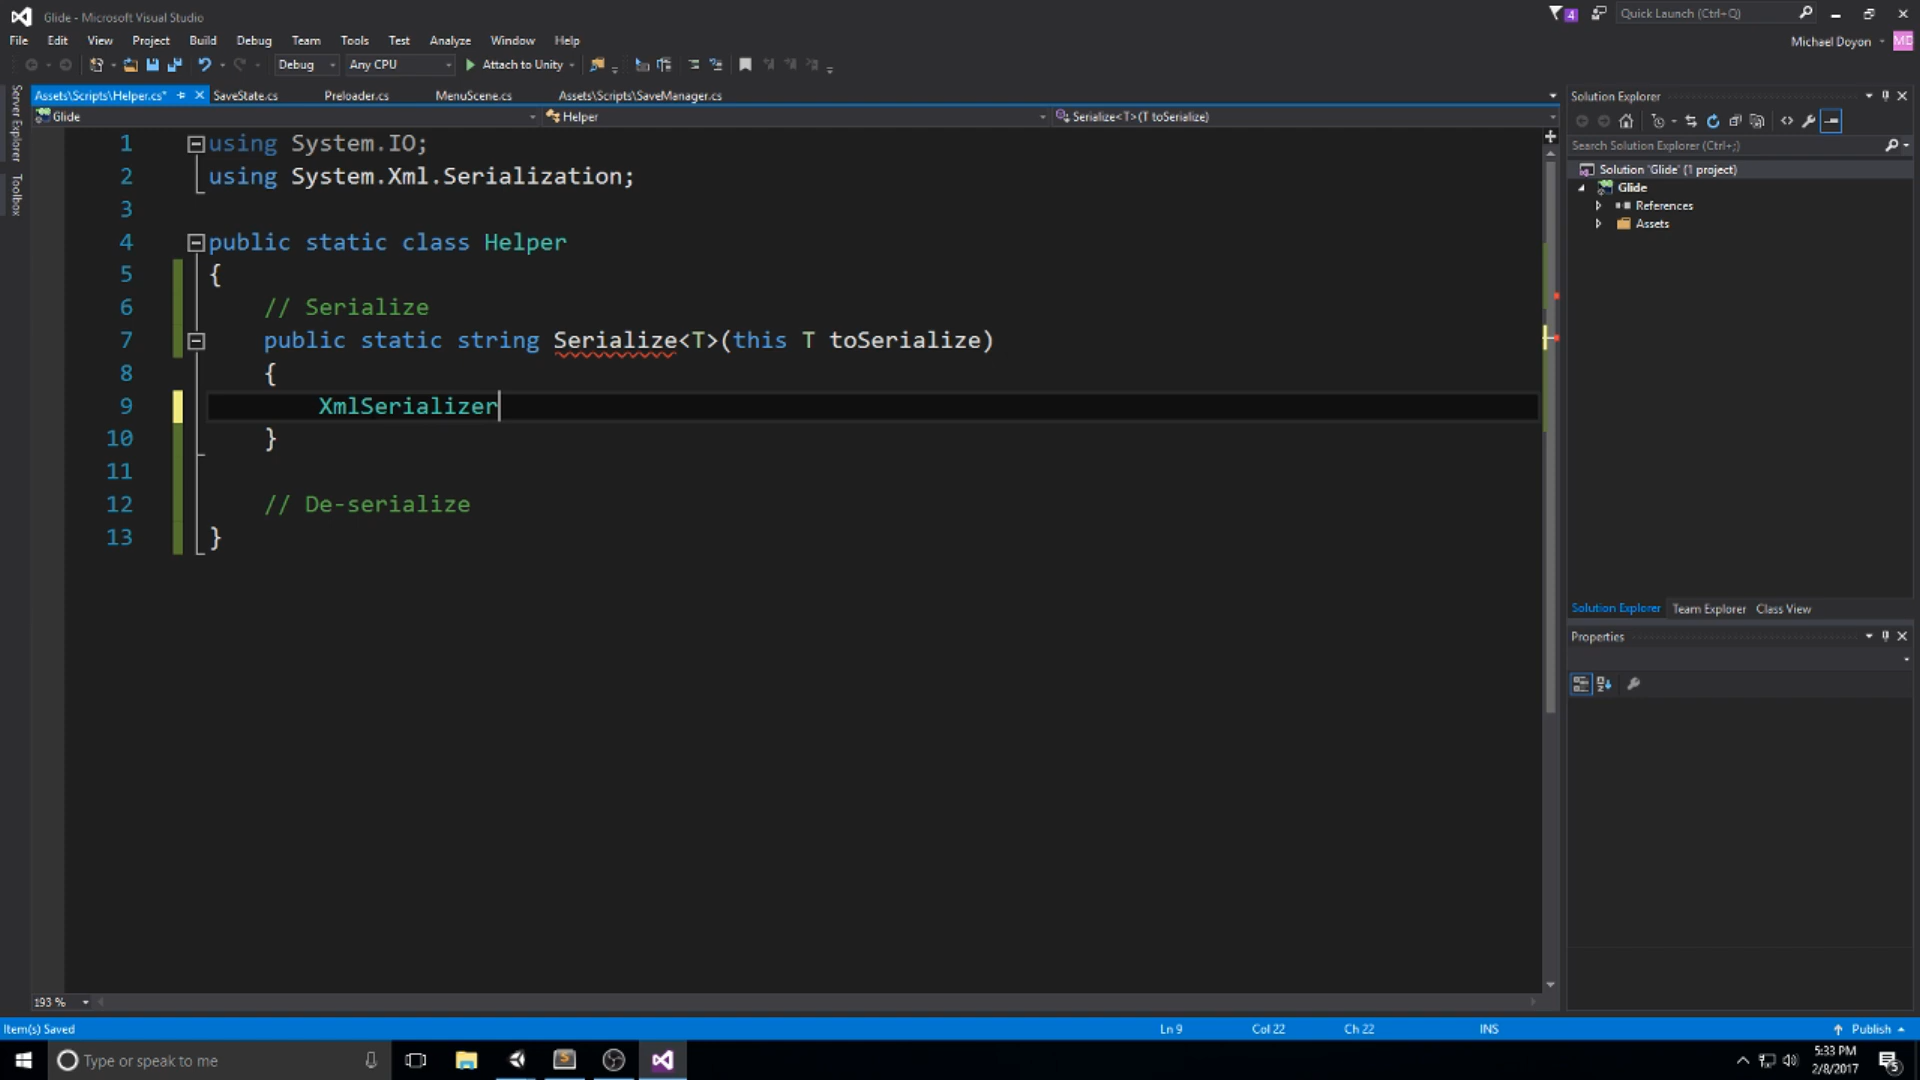 Glide - Microsoft Visual Studio
4
Quick Launch (Ctrl+Q)
File Edit View Project Build Debug Team Tools Test Analyze Window Help
Michael Doyon
MD
Debug Any CPU Attach to Unity
Server Explorer
Toolbox
Assets\Scripts\Helper.cs* SaveState.cs Preloader.cs MenuScene.cs Assets\Scripts\SaveManager.cs
Glide Helper Serialize<T>(T toSerialize)
1 using System.IO;
2 using System.Xml.Serialization;
3
4 public static class Helper
5 {
6 // Serialize
7 public static string Serialize<T>(this T toSerialize)
8 {
9 XmlSerializer
10 }
11
12 // De-serialize
13 }
193 %
Solution Explorer
Search Solution Explorer (Ctrl+;)
Solution 'Glide' (1 project)
Glide
References
Assets
Solution Explorer Team Explorer Class View
Properties
Item(s) Saved Ln 9 Col 22 Ch 22 INS Publish
Type or speak to me
5:33 PM
2/8/2017
5